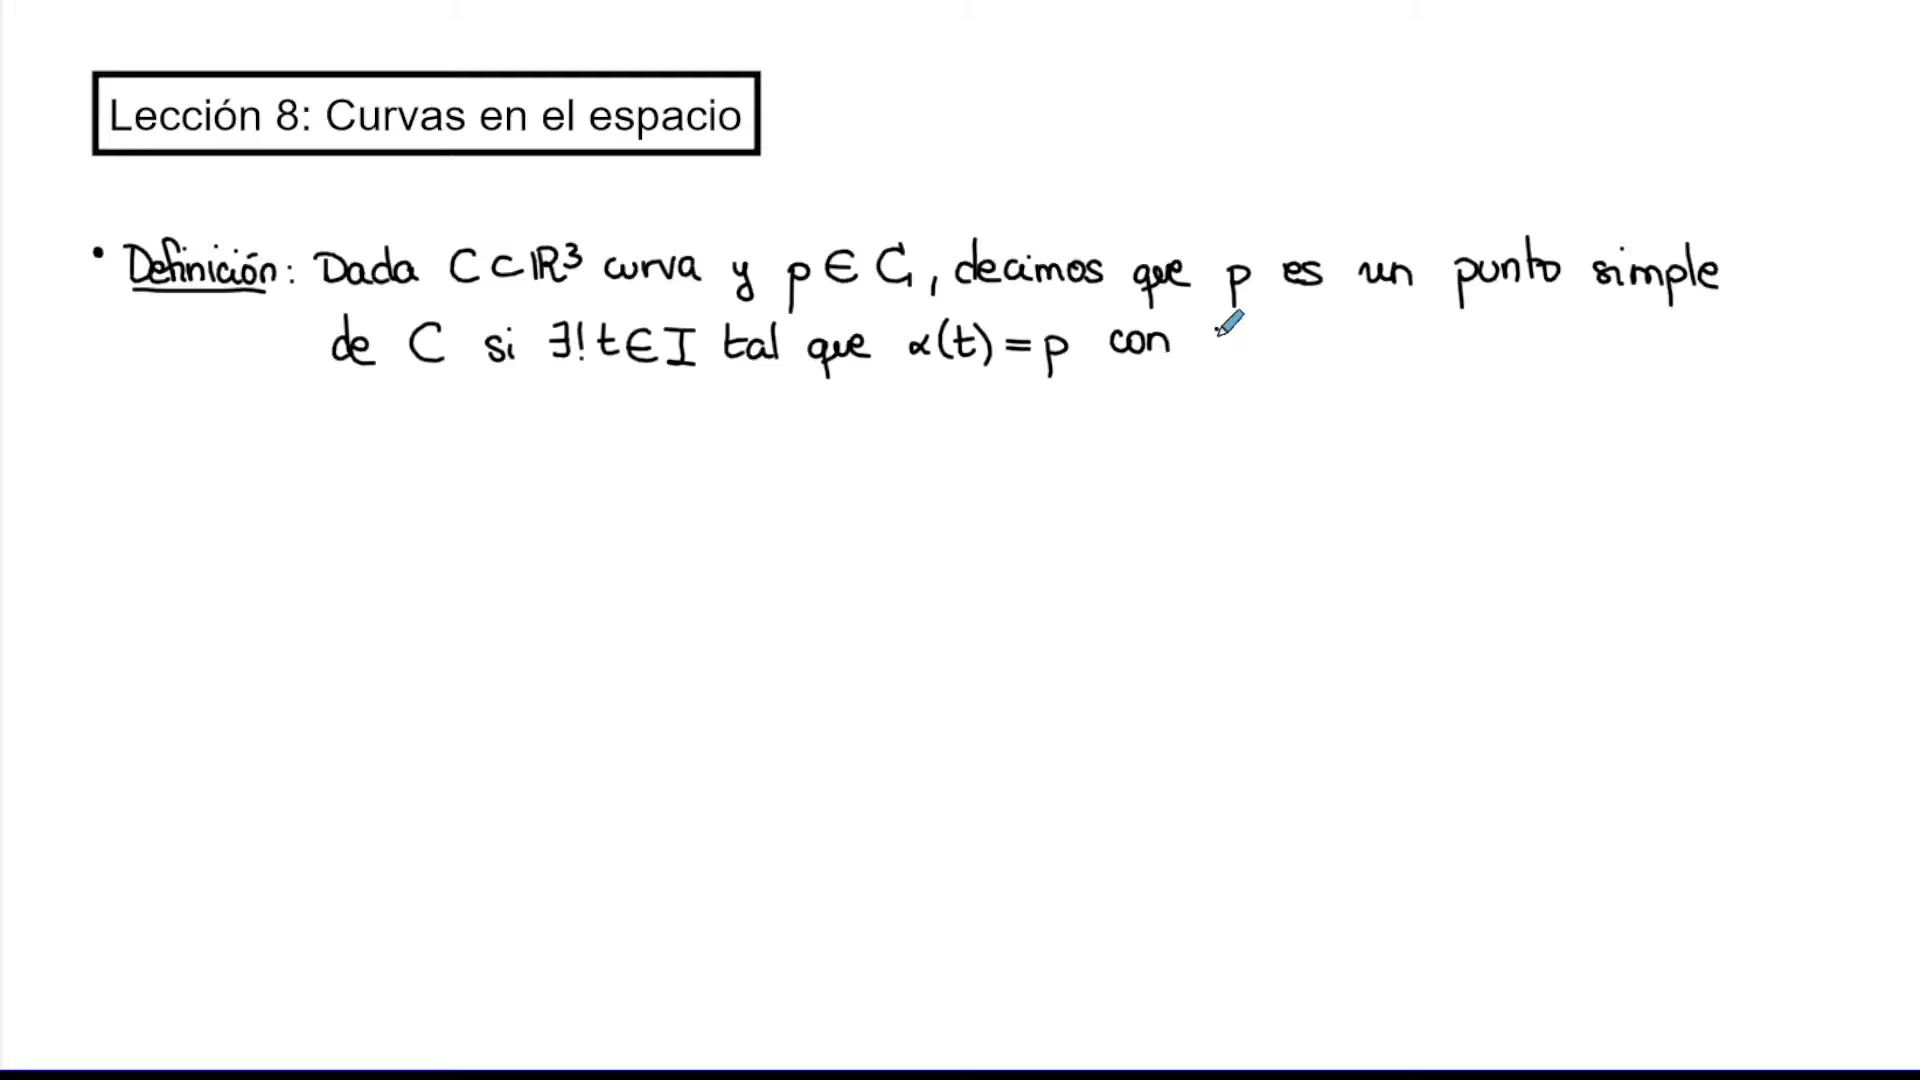 Lección 8: Curvas en el espacio
• Definición: Dada C ⊂ ℝ³ curva y p ∈ C, decimos que p es un punto simple
de C si ∃! t ∈ I tal que α(t) = p con